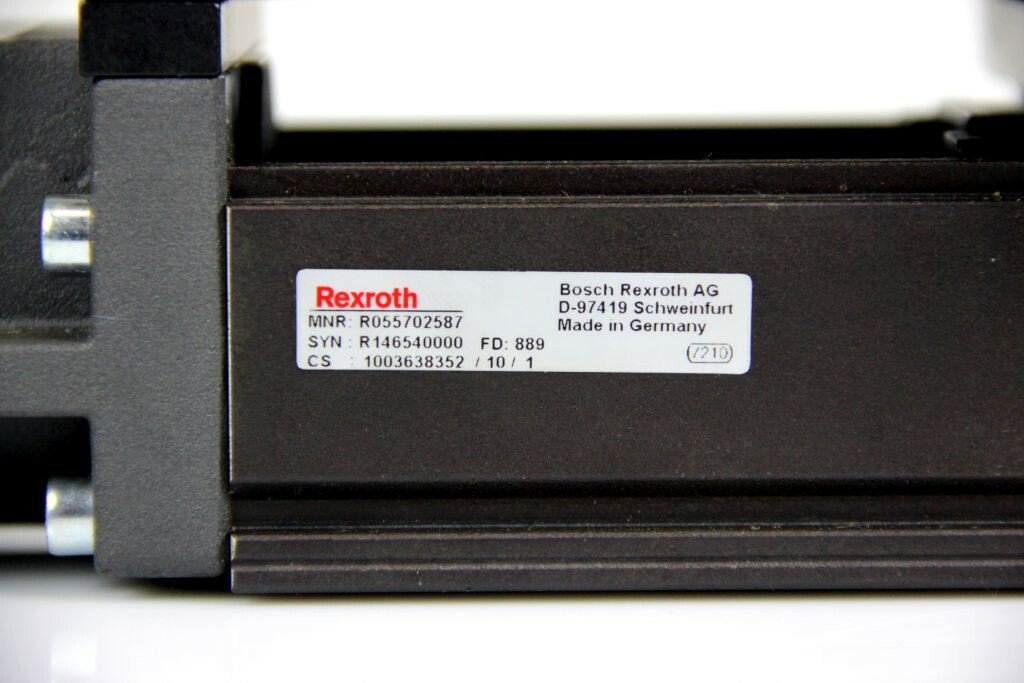 Rexroth
MNR: R055702587
SYN : R146540000 FD: 889
CS : 1003638352 / 10 / 1
Bosch Rexroth AG
D-97419 Schweinfurt
Made in Germany
7210